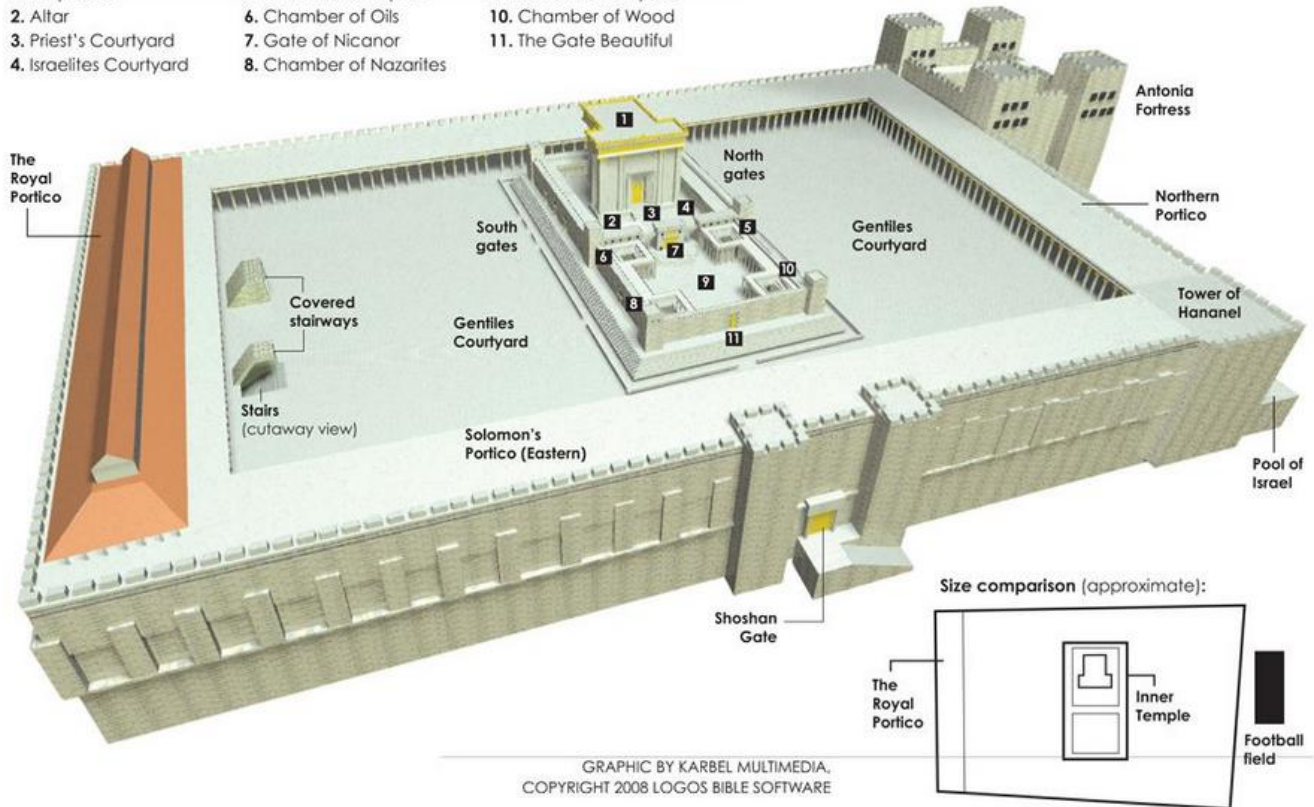 2. Altar
3. Priest's Courtyard
4. Israelites Courtyard
6. Chamber of Oils
7. Gate of Nicanor
8. Chamber of Nazarites
10. Chamber of Wood
11. The Gate Beautiful
Antonia
Fortress
The
Royal
Portico
1
North
gates
Northern
Portico
South
gates
2
3
4
5
6
7
8
9
10
11
Gentiles
Courtyard
Covered
stairways
Gentiles
Courtyard
Tower of
Hananel
Stairs
(cutaway view)
Solomon's
Portico (Eastern)
Pool of
Israel
Shoshan
Gate
Size comparison (approximate):
The
Royal
Portico
Inner
Temple
Football
field
GRAPHIC BY KARBEL MULTIMEDIA,
COPYRIGHT 2008 LOGOS BIBLE SOFTWARE